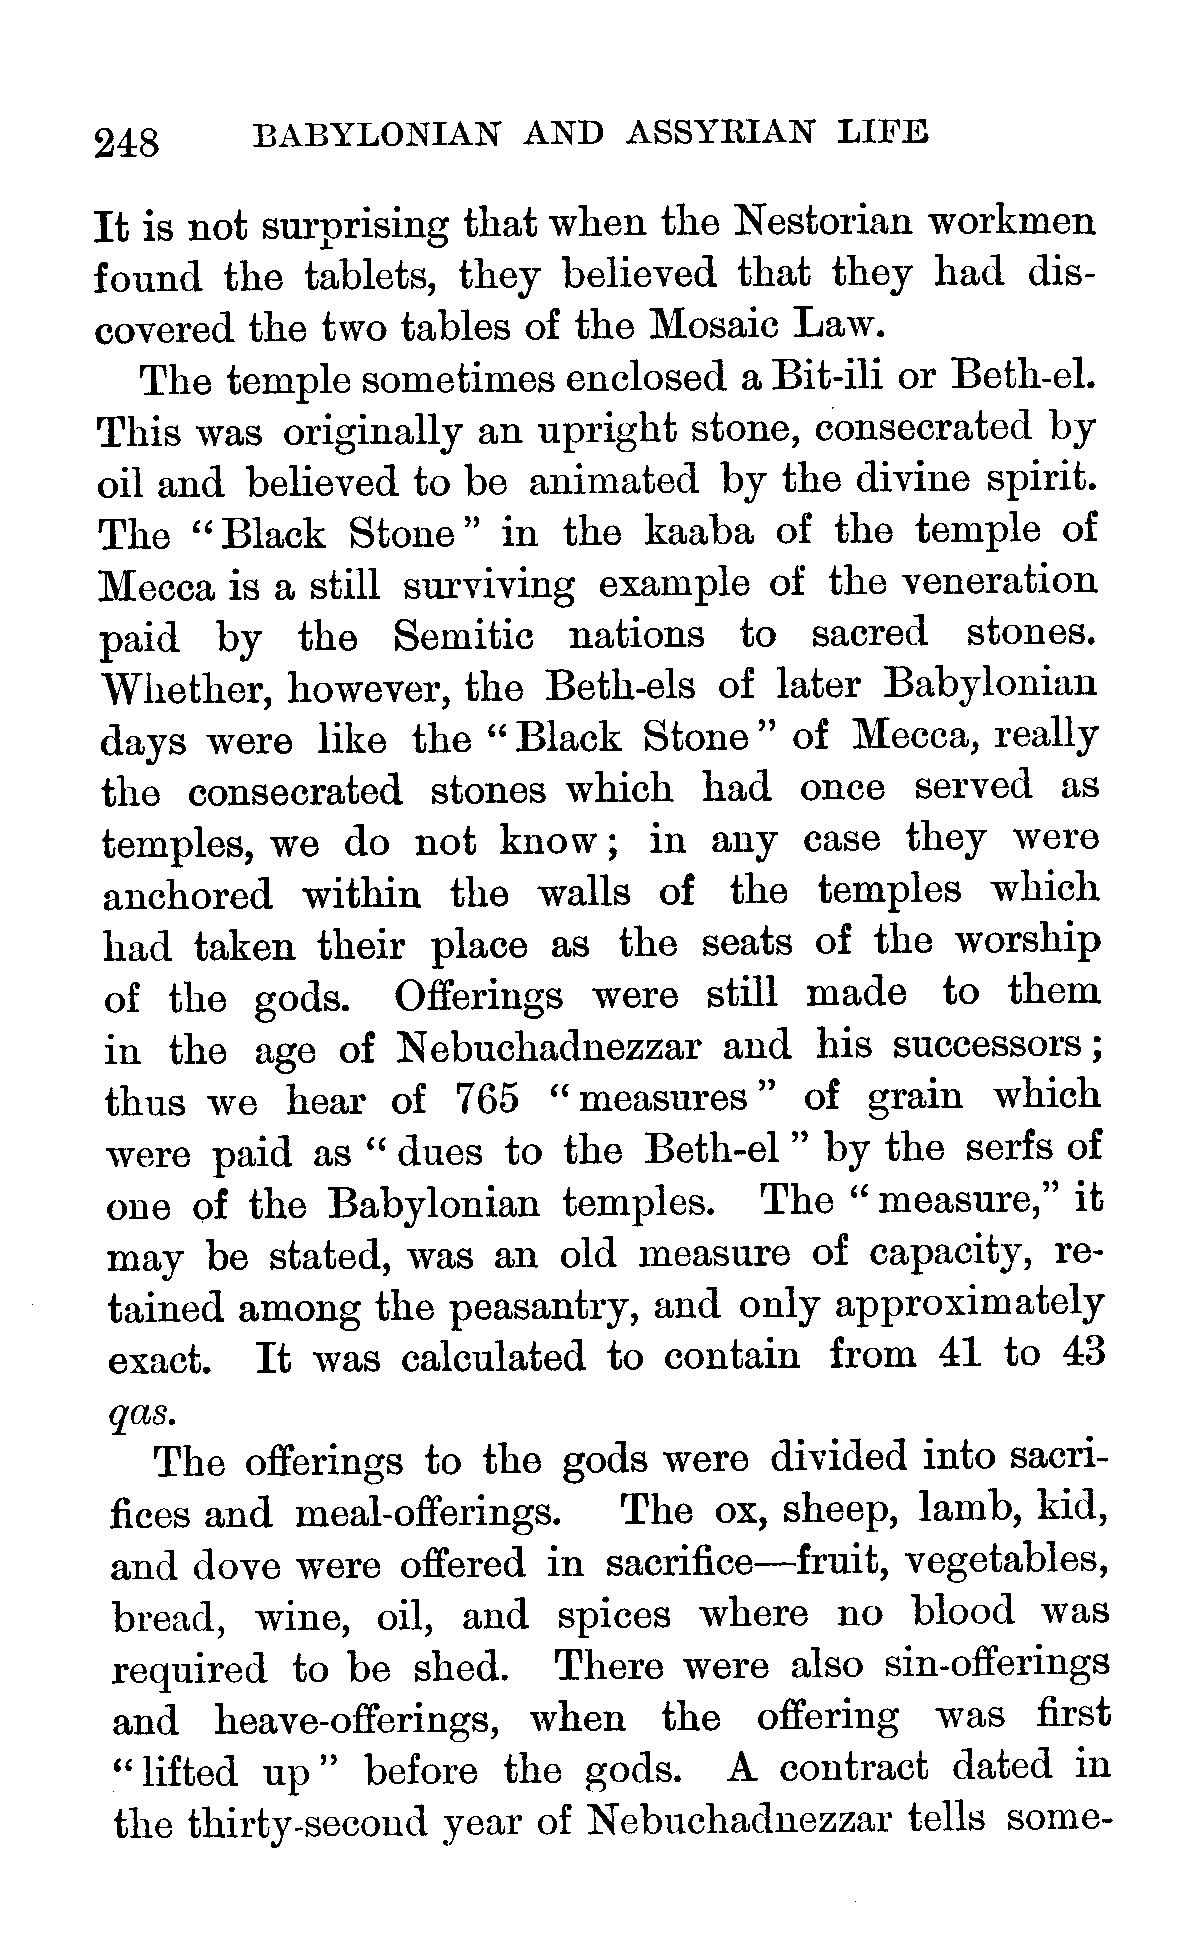 248 BABYLONIAN AND ASSYRIAN LIFE
It is not surprising that when the Nestorian workmen
found the tablets, they believed that they had dis-
covered the two tables of the Mosaic Law.
The temple sometimes enclosed a Bit-ili or Beth-el.
This was originally an upright stone, consecrated by
oil and believed to be animated by the divine spirit.
The “Black Stone” in the kaaba of the temple of
Mecca is a still surviving example of the veneration
paid by the Semitic nations to sacred stones.
Whether, however, the Beth-els of later Babylonian
days were like the “Black Stone” of Mecca, really
the consecrated stones which had once served as
temples, we do not know; in any case they were
anchored within the walls of the temples which
had taken their place as the seats of the worship
of the gods. Offerings were still made to them
in the age of Nebuchadnezzar and his successors;
thus we hear of 765 “measures” of grain which
were paid as “dues to the Beth-el” by the serfs of
one of the Babylonian temples. The “measure,” it
may be stated, was an old measure of capacity, re-
tained among the peasantry, and only approximately
exact. It was calculated to contain from 41 to 43
qas.
The offerings to the gods were divided into sacri-
fices and meal-offerings. The ox, sheep, lamb, kid,
and dove were offered in sacrifice—fruit, vegetables,
bread, wine, oil, and spices where no blood was
required to be shed. There were also sin-offerings
and heave-offerings, when the offering was first
“lifted up” before the gods. A contract dated in
the thirty-second year of Nebuchadnezzar tells some-